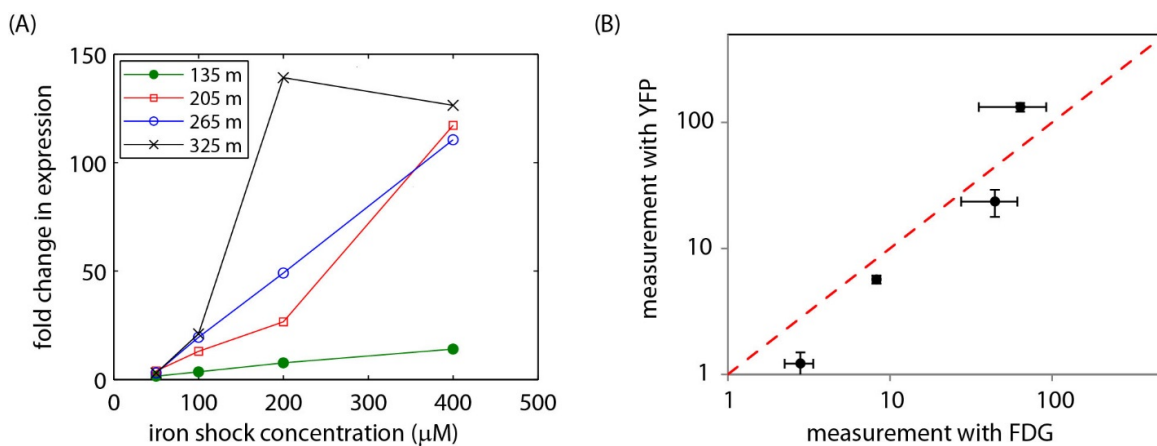 (A)
150
100
50
0
135 m
205 m
265 m
325 m
fold change in expression
0 100 200 300 400 500
iron shock concentration (μM)
(B)
100
10
1
measurement with YFP
1 10 100
measurement with FDG